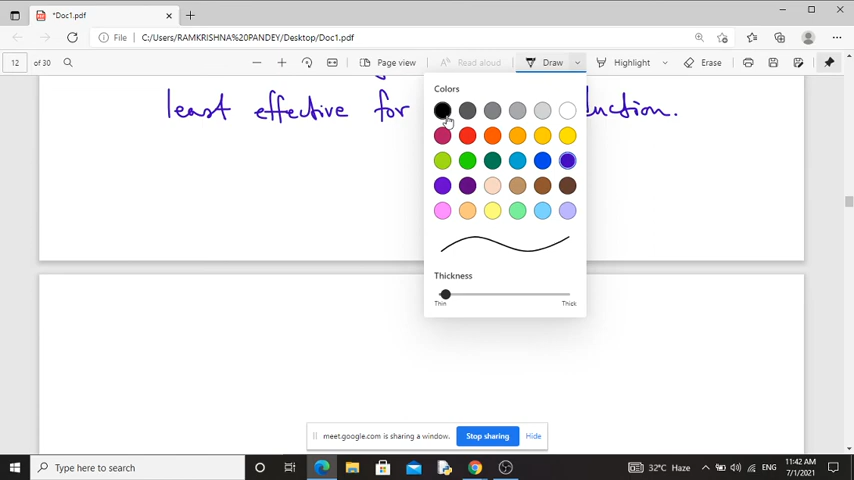 *Doc1.pdf
File C:/Users/RAMKRISHNA%20PANDEY/Desktop/Doc1.pdf
12 of 30 Page view Read aloud Draw Highlight Erase
least effective for duction.
Colors
Thickness
Thin Thick
meet.google.com is sharing a window. Stop sharing Hide
Type here to search
32°C Haze ENG
11:42 AM
7/1/2021